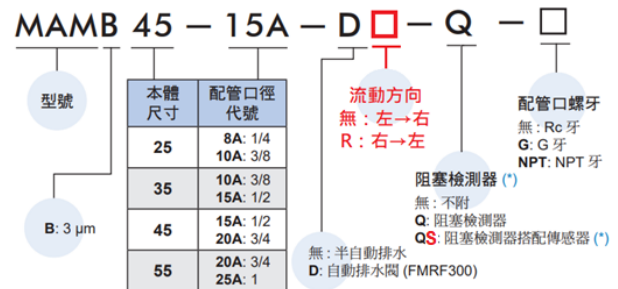 MAMB 45 – 15A – D□ – Q – □
型號
B: 3 μm
本體尺寸 配管口徑代號
25 8A: 1/4
10A: 3/8
35 10A: 3/8
15A: 1/2
45 15A: 1/2
20A: 3/4
55 20A: 3/4
25A: 1
無 : 半自動排水
D: 自動排水閥 (FMRF300)
流動方向
無：左→右
R：右→左
阻塞檢測器 (*)
無 : 不附
Q: 阻塞檢測器
QS: 阻塞檢測器搭配傳感器 (*)
配管口螺牙
無 : Rc 牙
G: G 牙
NPT: NPT 牙